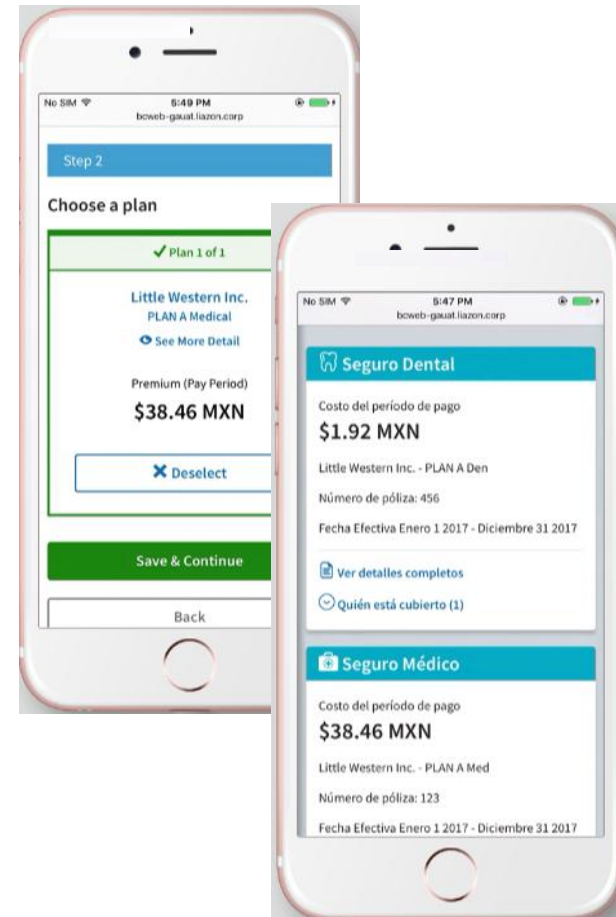 No SIM 5:49 PM
bcweb-gauat.liazon.corp
Step 2
Choose a plan
Plan 1 of 1
Little Western Inc.
PLAN A Medical
See More Detail
Premium (Pay Period)
$38.46 MXN
Deselect
Save & Continue
Back
No SIM 5:47 PM
bcweb-gauat.liazon.corp
Seguro Dental
Costo del período de pago
$1.92 MXN
Little Western Inc. - PLAN A Den
Número de póliza: 456
Fecha Efectiva Enero 1 2017 - Diciembre 31 2017
Ver detalles completos
Quién está cubierto (1)
Seguro Médico
Costo del período de pago
$38.46 MXN
Little Western Inc. - PLAN A Med
Número de póliza: 123
Fecha Efectiva Enero 1 2017 - Diciembre 31 2017